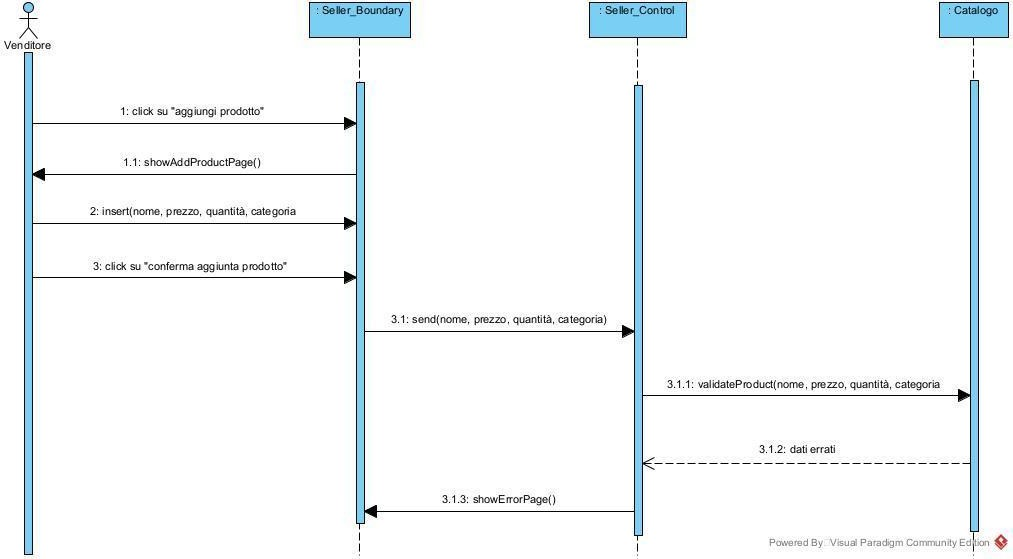 : Seller_Boundary
: Seller_Control
: Catalogo
Venditore
1: click su "aggiungi prodotto"
1.1: showAddProductPage()
2: insert(nome, prezzo, quantità, categoria
3: click su "conferma aggiunta prodotto"
3.1: send(nome, prezzo, quantità, categoria)
3.1.1: validateProduct(nome, prezzo, quantità, categoria
3.1.2: dati errati
3.1.3: showErrorPage()
Powered By Visual Paradigm Community Edition